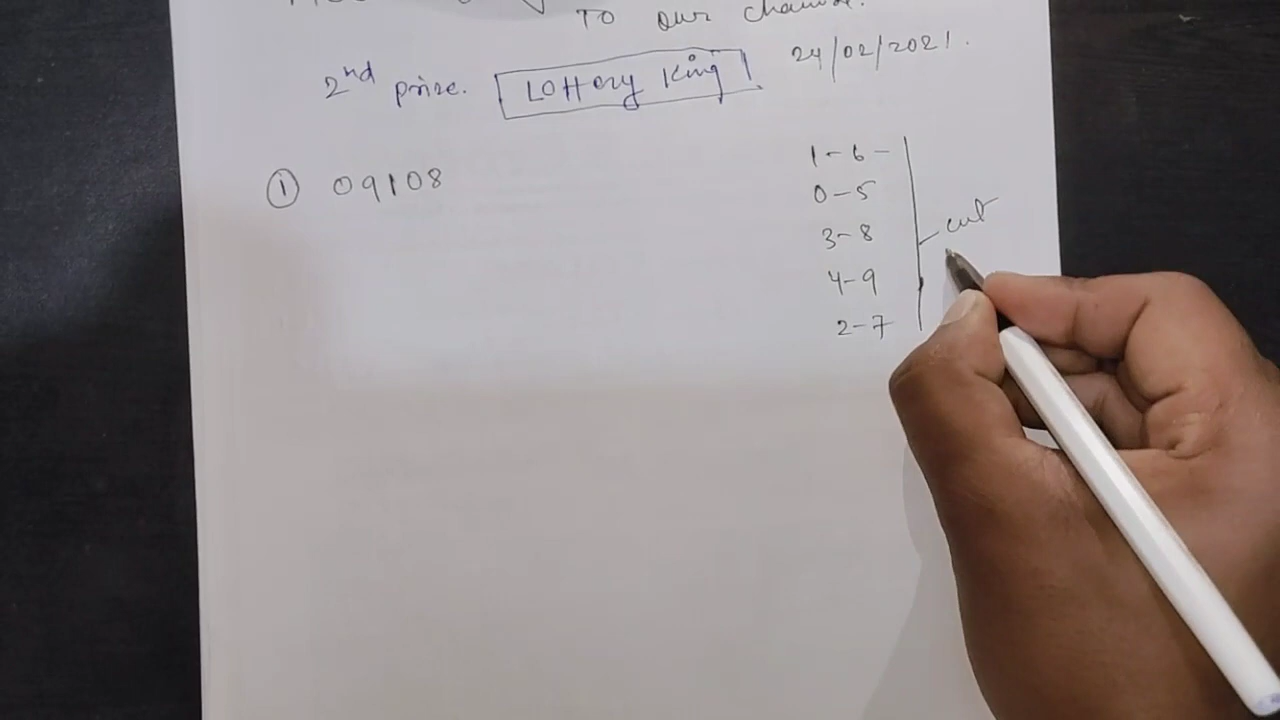 To our channel.
2nd prize. Lottery King 24/02/2021.
① 09108
1-6-
0-5
3-8
4-9
2-7
cut